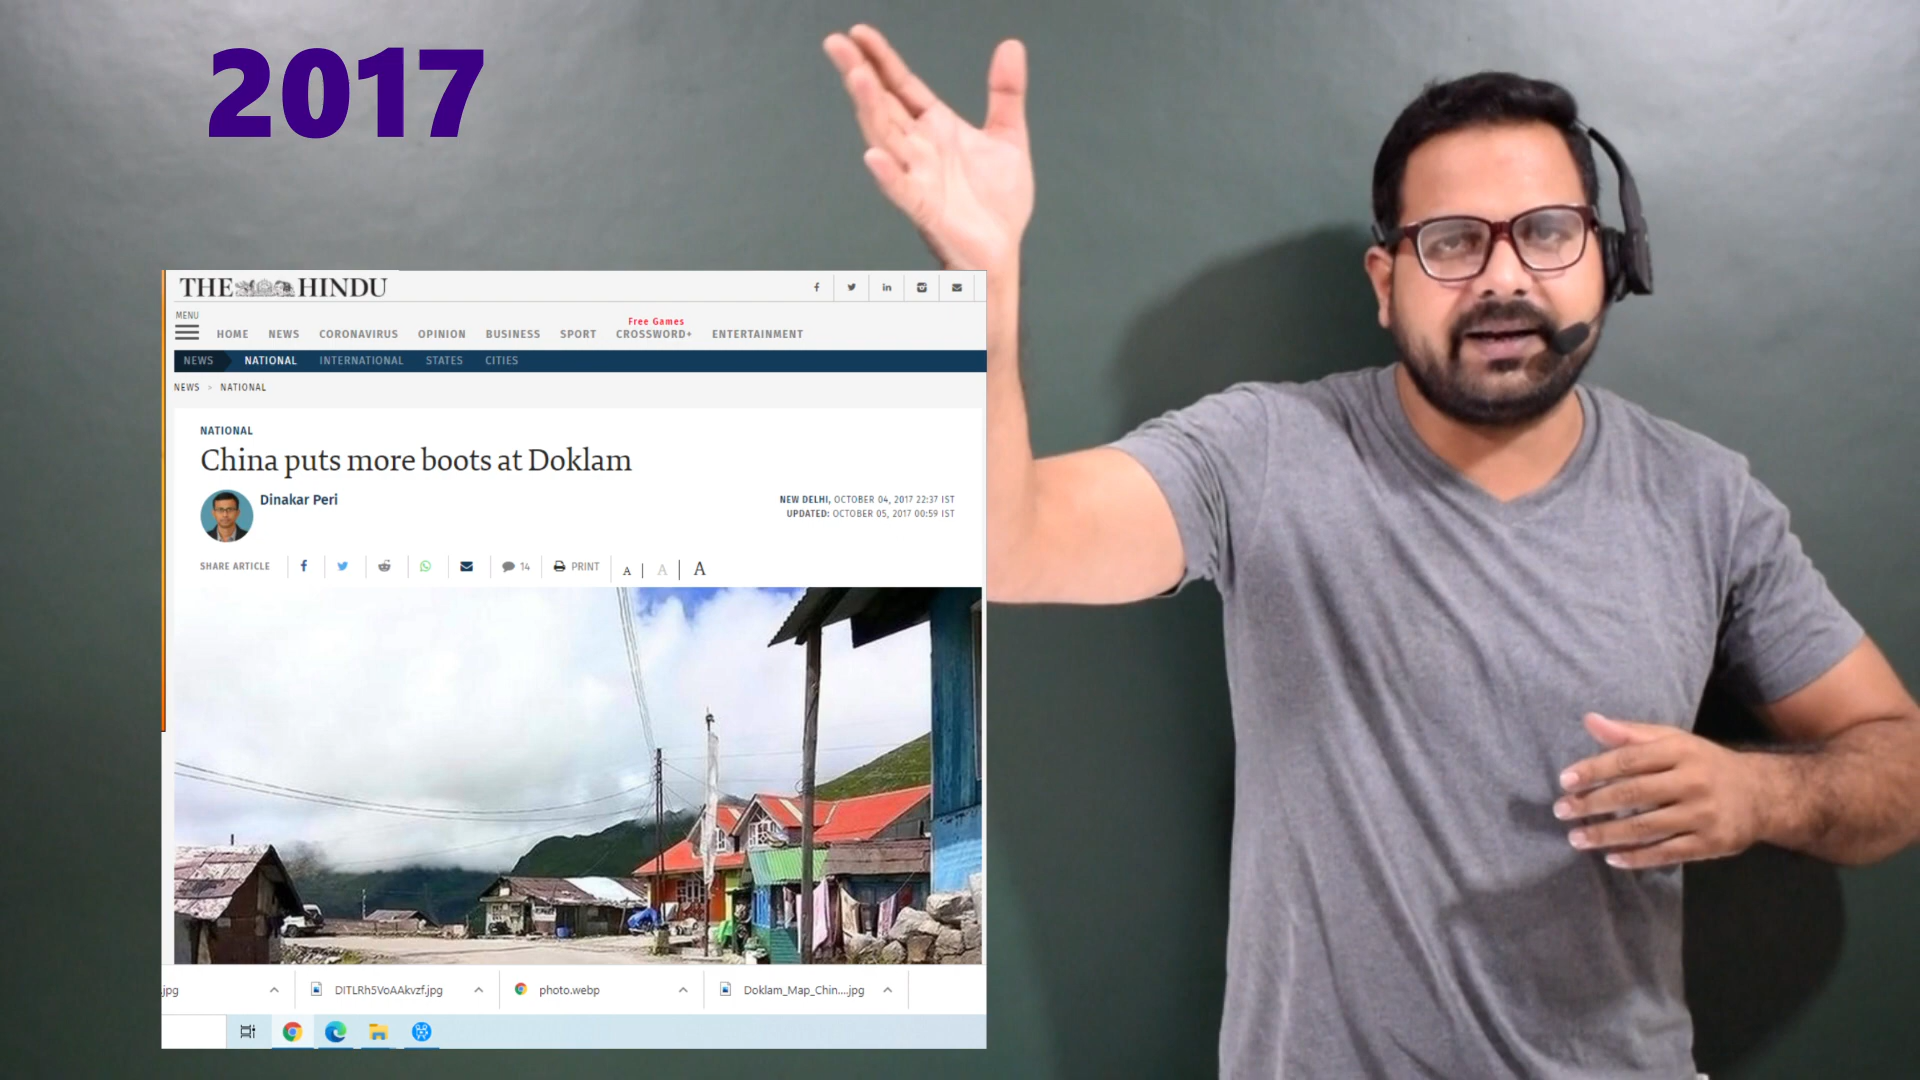 2017
THE HINDU
MENU
Free Games
HOME NEWS CORONAVIRUS OPINION BUSINESS SPORT CROSSWORD+ ENTERTAINMENT
NEWS NATIONAL INTERNATIONAL STATES CITIES
NEWS > NATIONAL
NATIONAL
China puts more boots at Doklam
Dinakar Peri
NEW DELHI, OCTOBER 04, 2017 22:37 IST
UPDATED: OCTOBER 05, 2017 00:59 IST
SHARE ARTICLE 14 PRINT A | A | A
.jpg DITLRh5VoAAkvzf.jpg photo.webp Doklam_Map_Chin....jpg